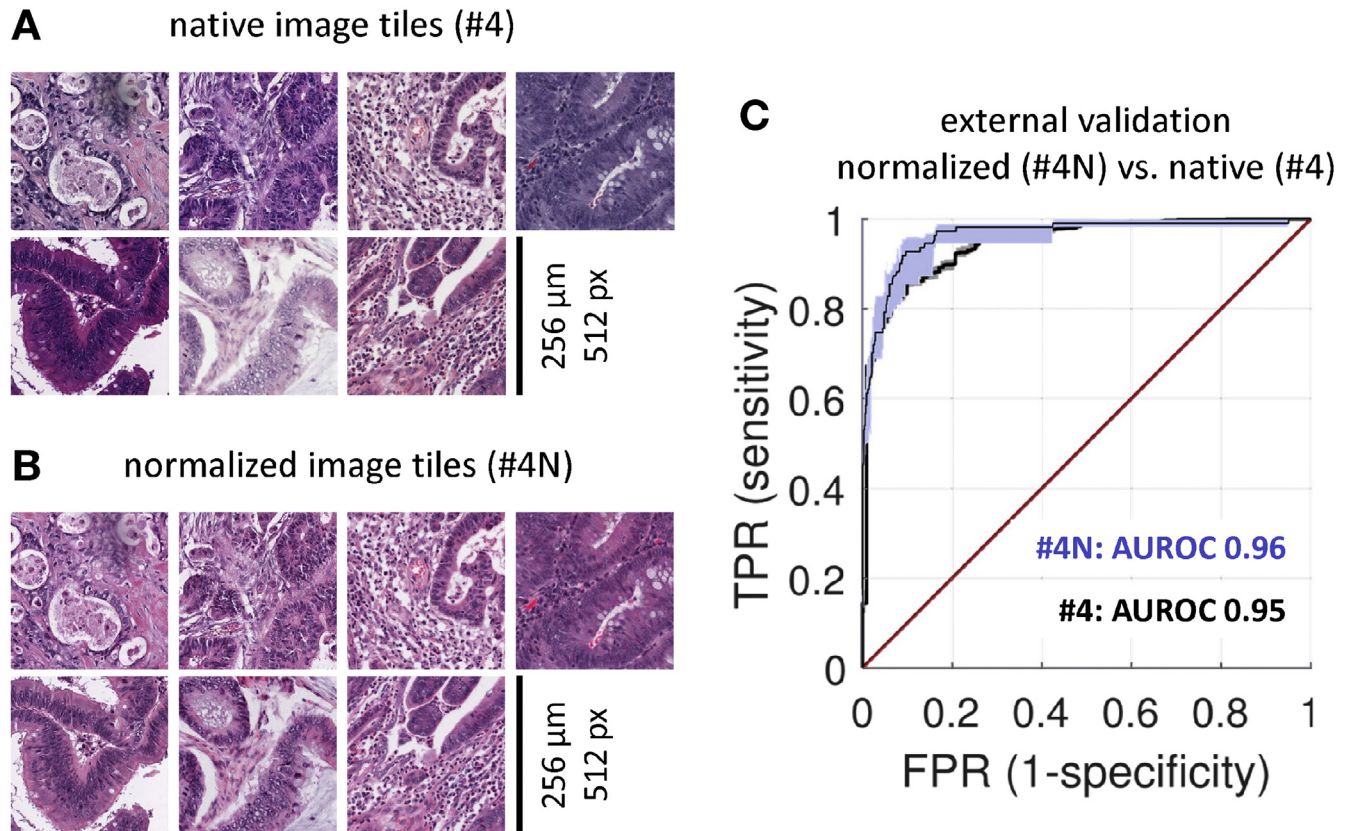 A
native image tiles (#4)
256 µm
512 px
B
normalized image tiles (#4N)
256 µm
512 px
C
external validation
normalized (#4N) vs. native (#4)
TPR (sensitivity)
1
0.8
0.6
0.4
0.2
0
#4N: AUROC 0.96
#4: AUROC 0.95
0 0.2 0.4 0.6 0.8 1
FPR (1-specificity)